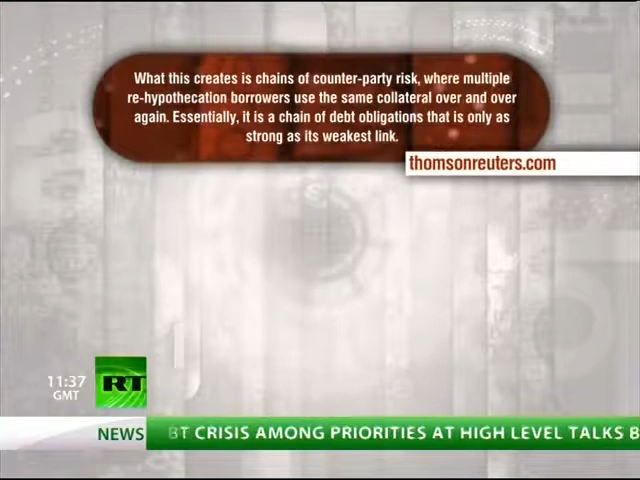 What this creates is chains of counter-party risk, where multiple
re-hypothecation borrowers use the same collateral over and over
again. Essentially, it is a chain of debt obligations that is only as
strong as its weakest link.
thomsonreuters.com
11:37
GMT
RT
NEWS
BT CRISIS AMONG PRIORITIES AT HIGH LEVEL TALKS B